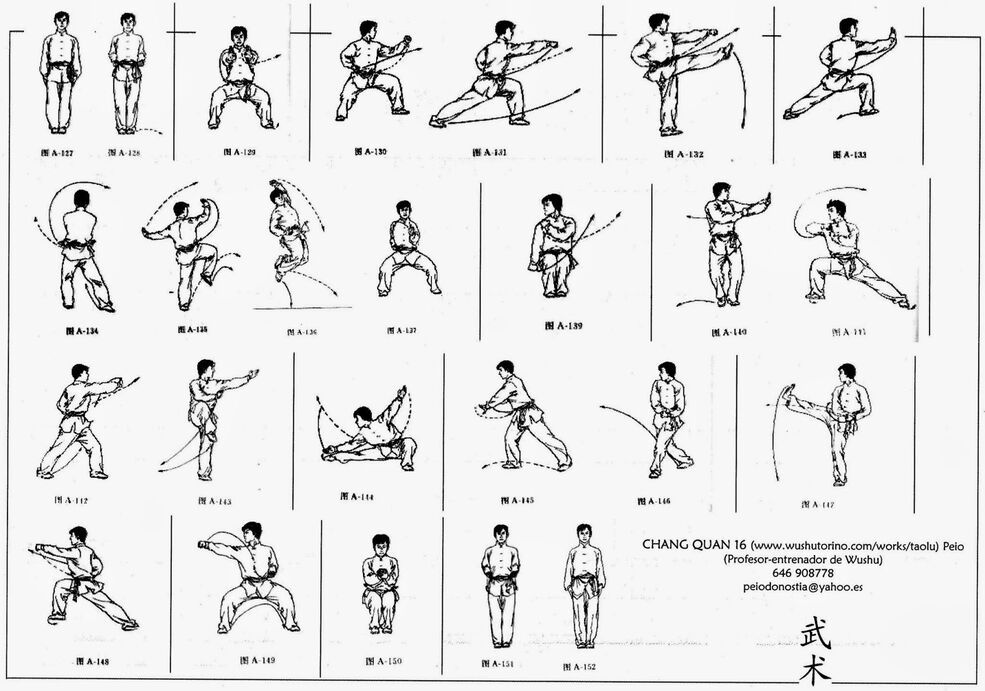 图 A-127
图 A-128
图 A-129
图 A-130
图 A-131
图 A-132
图 A-133
图 A-134
图 A-135
图 A-136
图 A-137
图 A-139
图 A-140
图 A-141
图 A-142
图 A-143
图 A-144
图 A-145
图 A-146
图 A-147
图 A-148
图 A-149
图 A-150
图 A-151
图 A-152
CHANG QUAN 16 (www.wushutorino.com/works/taolu) Peio
(Profesor-entrenador de Wushu)
646 908778
peiodonostia@yahoo.es
武
术